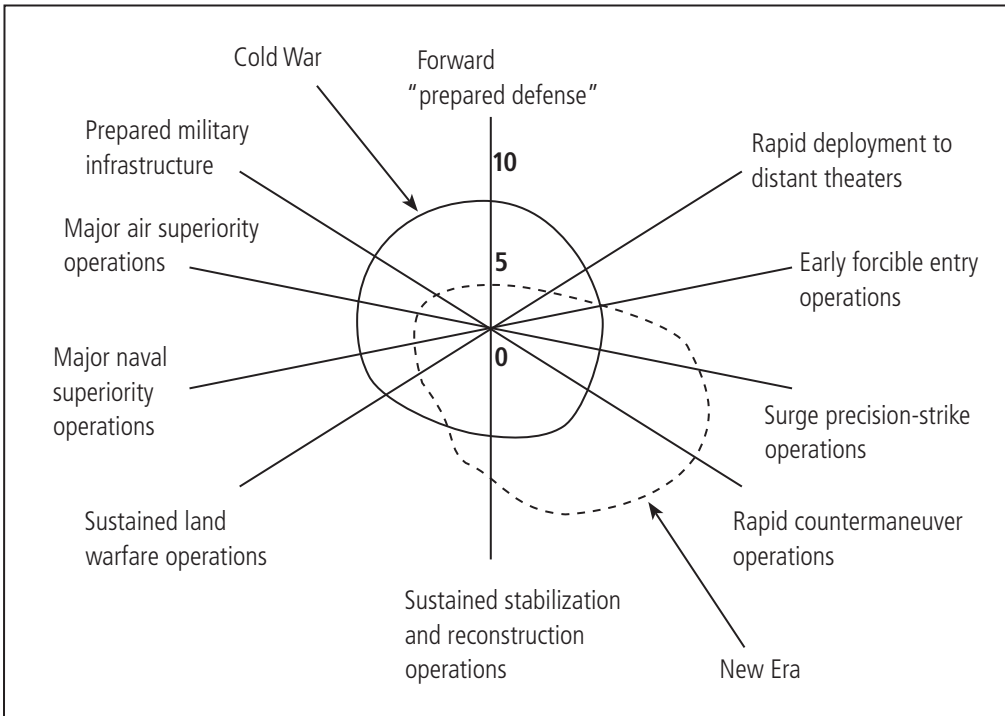 Cold War
Forward
“prepared defense”
Prepared military
infrastructure
10
Rapid deployment to
distant theaters
Major air superiority
operations
5
Early forcible entry
operations
0
Major naval
superiority
operations
Surge precision-strike
operations
Sustained land
warfare operations
Rapid countermaneuver
operations
Sustained stabilization
and reconstruction
operations
New Era